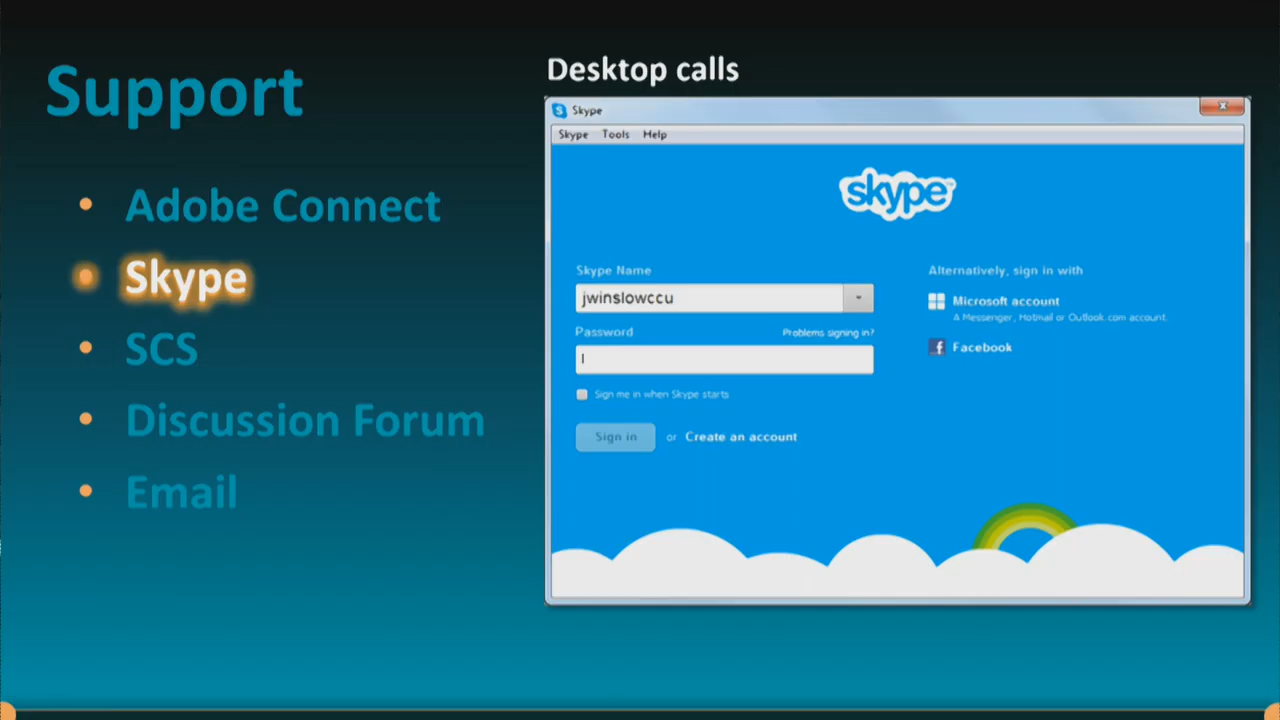 Support
• Adobe Connect
• Skype
• SCS
• Discussion Forum
• Email
Desktop calls
Skype
Skype Tools Help
skype™
Skype Name
jwinslowccu
Password Problems signing in?
Sign me in when Skype starts
Sign in or Create an account
Alternatively, sign in with
Microsoft account
A Messenger, Hotmail or Outlook.com account.
Facebook